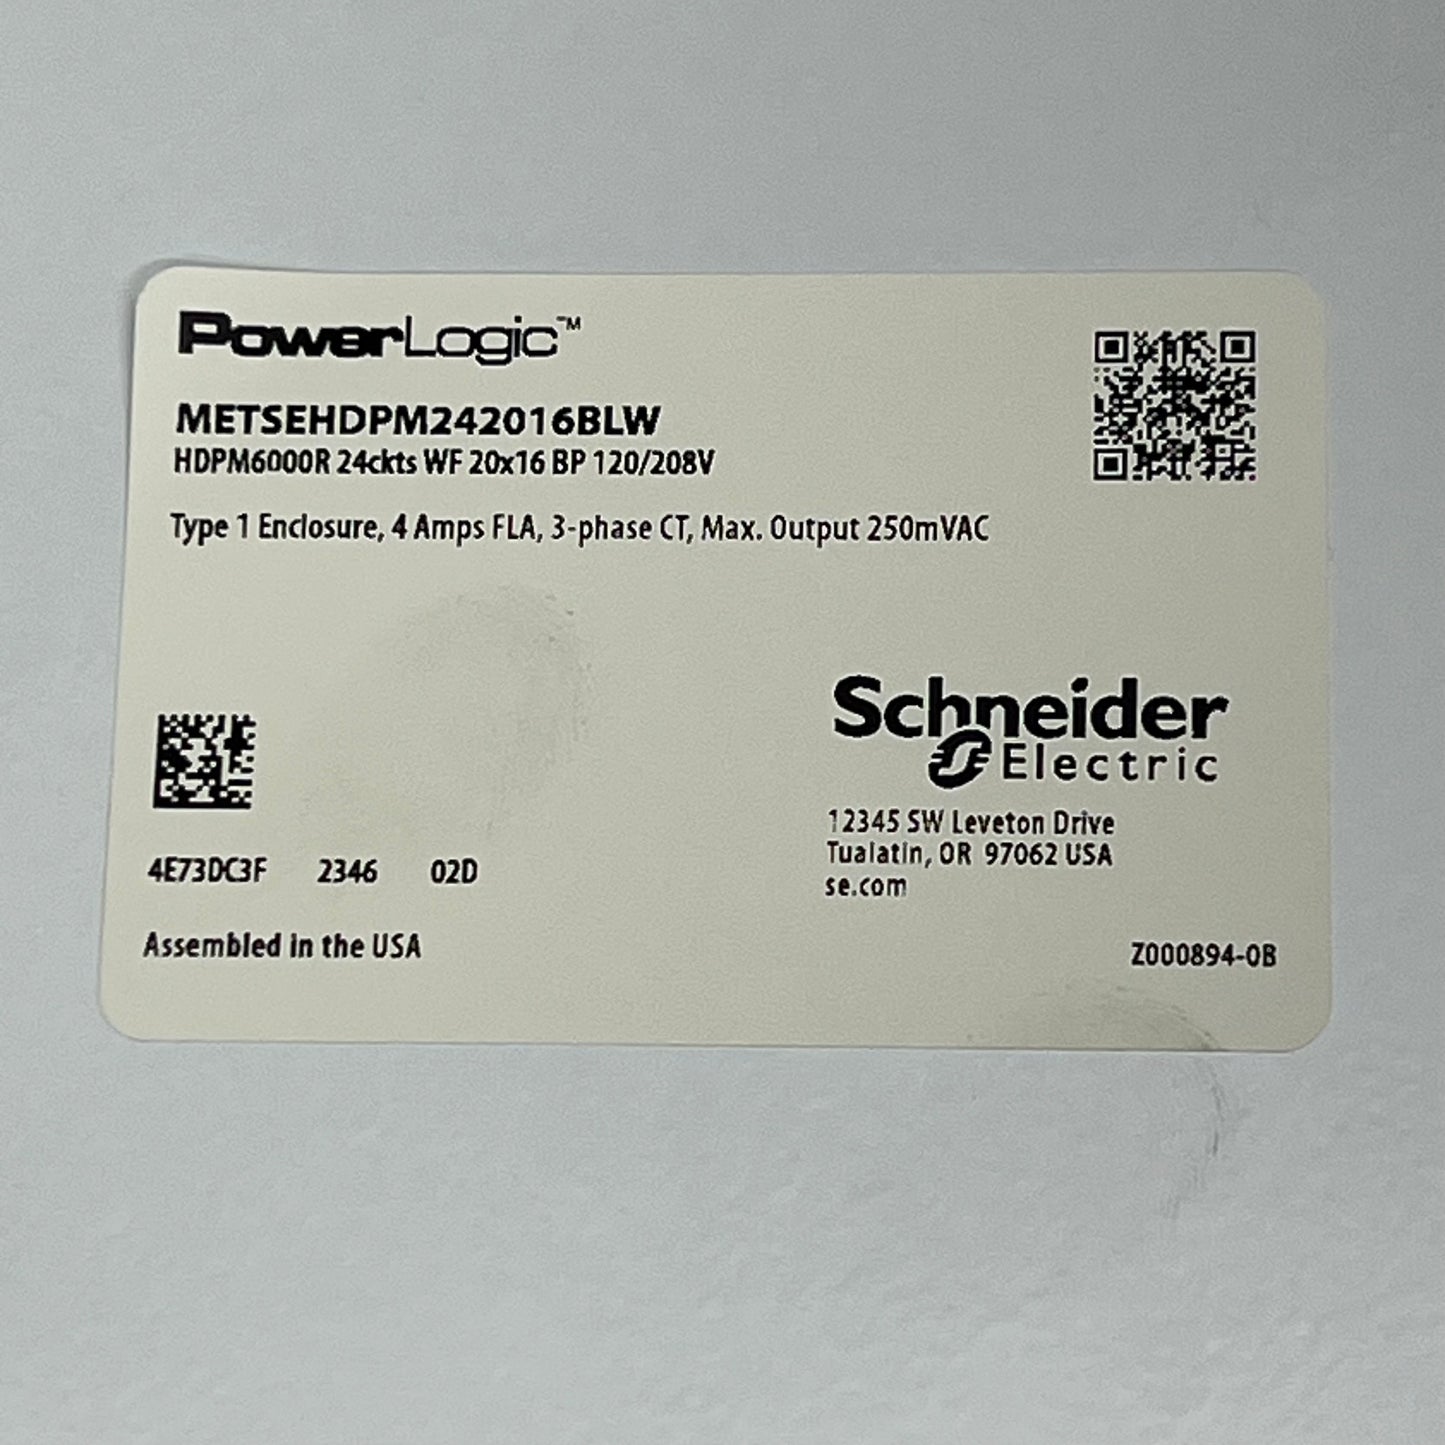 PowerLogic™
METSEHDPM242016BLW
HDPM6000R 24ckts WF 20x16 BP 120/208V
Type 1 Enclosure, 4 Amps FLA, 3-phase CT, Max. Output 250mVAC
Schneider
Electric
12345 SW Leveton Drive
Tualatin, OR 97062 USA
se.com
4E73DC3F 2346 02D
Assembled in the USA
Z000894-0B